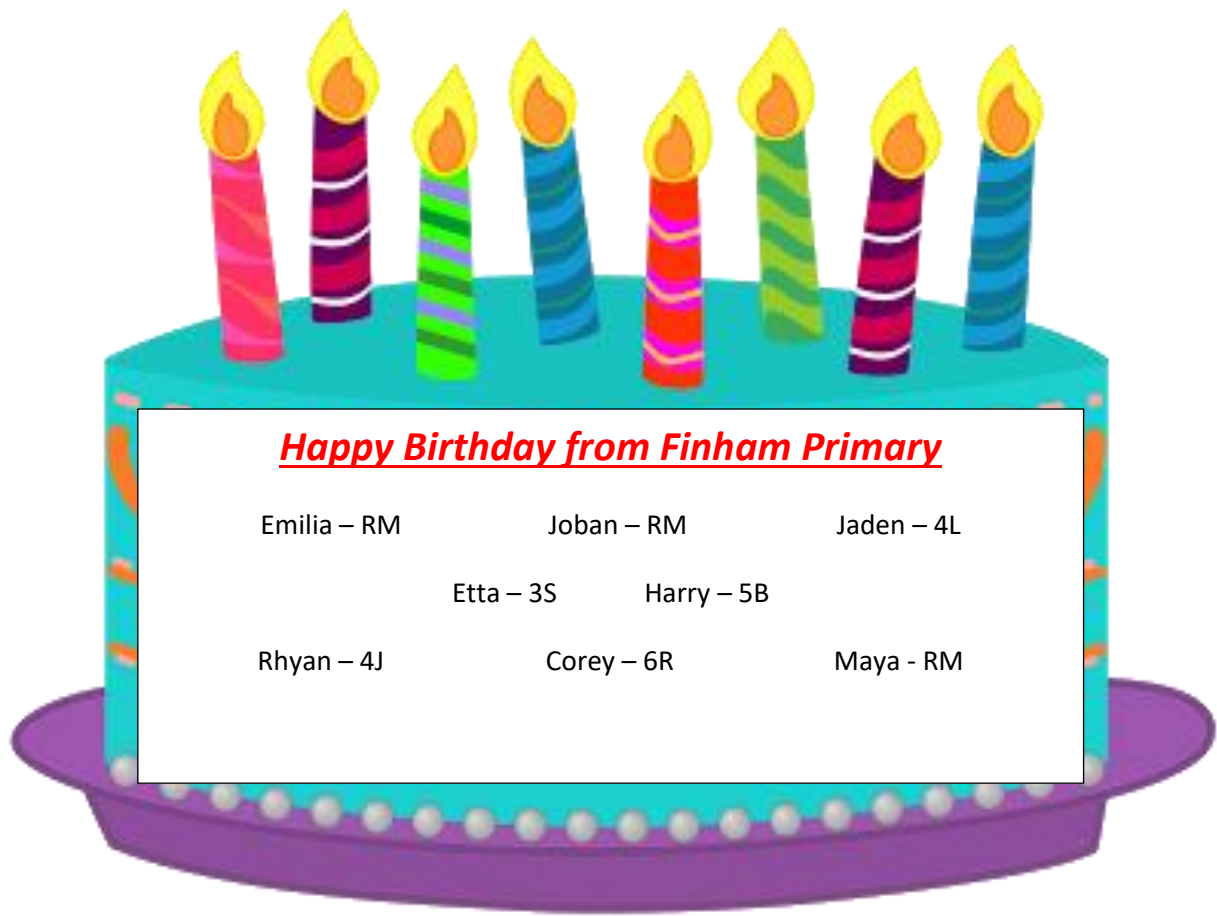 Happy Birthday from Finham Primary
Emilia – RM Joban – RM Jaden – 4L
Etta – 3S Harry – 5B
Rhyan – 4J Corey – 6R Maya - RM